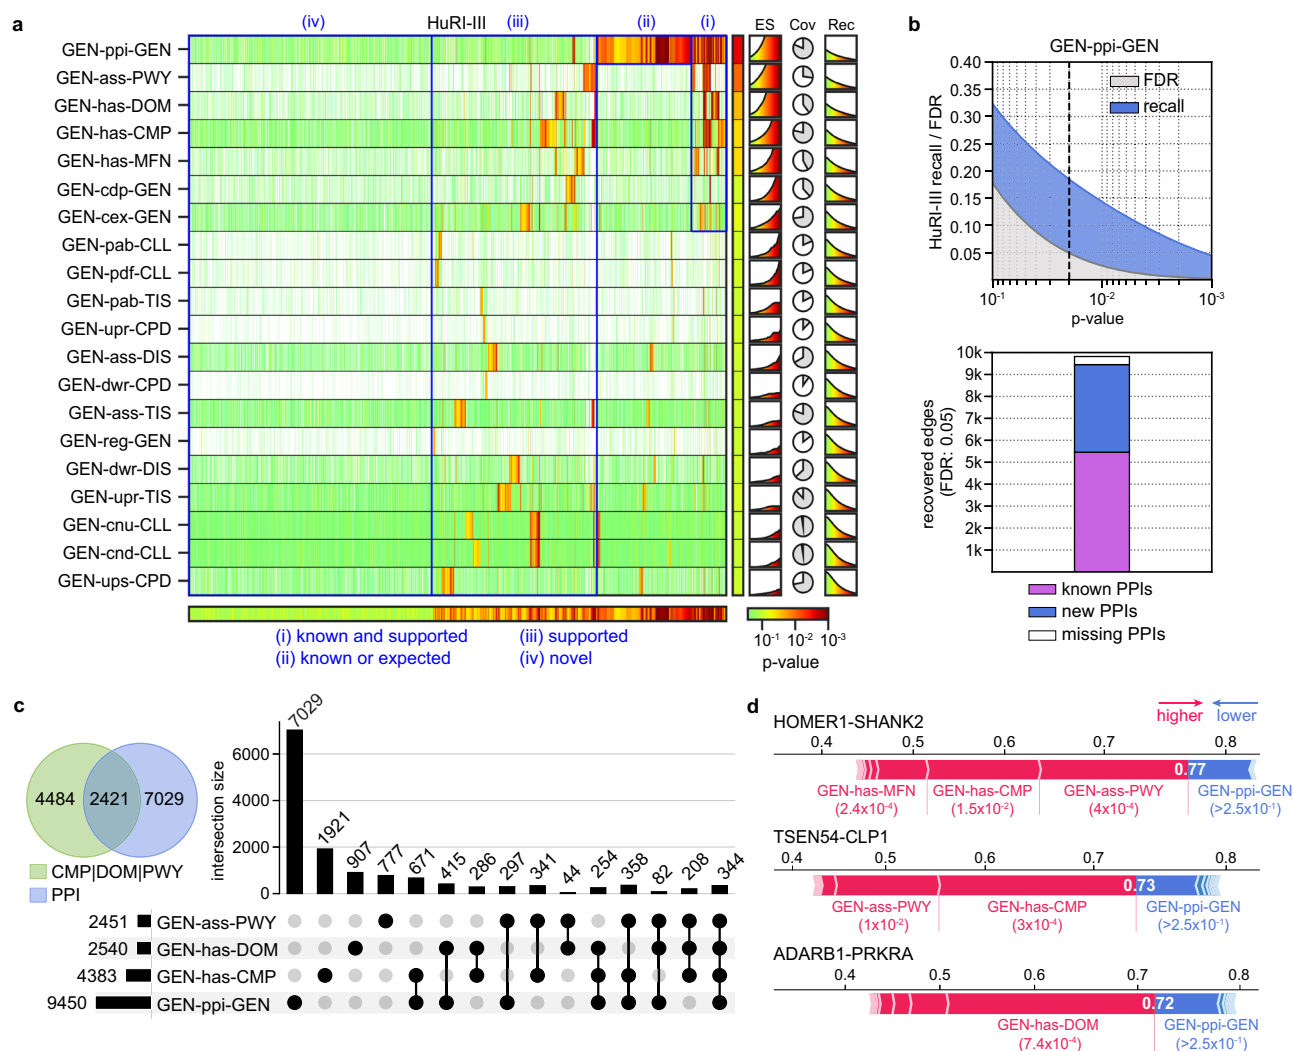 a
(iv) HuRI-III (iii) (ii) (i) ES Cov Rec
GEN-ppi-GEN
GEN-ass-PWY
GEN-has-DOM
GEN-has-CMP
GEN-has-MFN
GEN-cdp-GEN
GEN-cex-GEN
GEN-pab-CLL
GEN-pdf-CLL
GEN-pab-TIS
GEN-upr-CPD
GEN-ass-DIS
GEN-dwr-CPD
GEN-ass-TIS
GEN-reg-GEN
GEN-dwr-DIS
GEN-upr-TIS
GEN-cnu-CLL
GEN-cnd-CLL
GEN-ups-CPD
(i) known and supported
(ii) known or expected
(iii) supported
(iv) novel
10⁻¹ 10⁻² 10⁻³
p-value
b
GEN-ppi-GEN
HuRI-III recall / FDR
0.40
0.35
0.30
0.25
0.20
0.15
0.10
0.05
FDR
recall
10⁻¹ 10⁻² 10⁻³
p-value
recovered edges
(FDR: 0.05)
10k
9k
8k
7k
6k
5k
4k
3k
2k
1k
known PPIs
new PPIs
missing PPIs
c
4484 2421 7029
CMP|DOM|PWY
PPI
intersection size
6000
4000
2000
0
7029 1921 907 777 671 415 286 297 341 44 254 358 82 208 344
2451 GEN-ass-PWY
2540 GEN-has-DOM
4383 GEN-has-CMP
9450 GEN-ppi-GEN
d
higher lower
HOMER1-SHANK2
0.4 0.5 0.6 0.7 0.8
0.77
GEN-has-MFN GEN-has-CMP GEN-ass-PWY GEN-ppi-GEN
(2.4x10⁻⁴) (1.5x10⁻²) (4x10⁻⁴) (>2.5x10⁻¹)
TSEN54-CLP1
0.4 0.5 0.6 0.7 0.8
0.73
GEN-ass-PWY GEN-has-CMP GEN-ppi-GEN
(1x10⁻²) (3x10⁻⁴) (>2.5x10⁻¹)
ADARB1-PRKRA
0.4 0.5 0.6 0.7 0.8
0.72
GEN-has-DOM GEN-ppi-GEN
(7.4x10⁻⁴) (>2.5x10⁻¹)